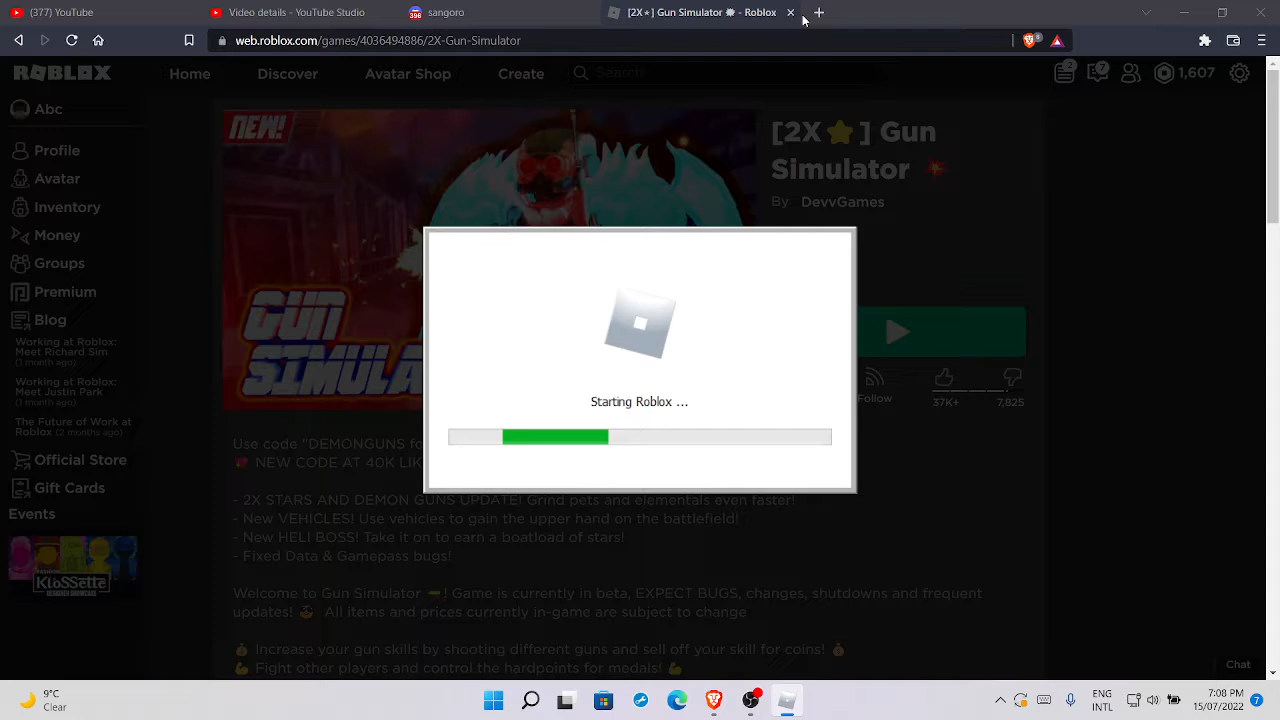 (377) YouTube
Video details - YouTube Studio
396
sasgro
[2X⭐] Gun Simulator 💥 - Roblox
web.roblox.com/games/4036494886/2X-Gun-Simulator
8
ROBLOX
Home
Discover
Avatar Shop
Create
Search
2
7
1,607
Abc
Profile
Avatar
Inventory
Money
Groups
Premium
Blog
Working at Roblox:
Meet Richard Sim
(1 month ago)
Working at Roblox:
Meet Justin Park
(1 month ago)
The Future of Work at
Roblox (2 months ago)
Official Store
Gift Cards
Events
KloSSette
DESIGNER SHOWCASE
NEW!
GUN
SIMULA
[2X⭐] Gun
Simulator 💥
By DevvGames
Follow
37K+
7,825
Starting Roblox ...
Use code "DEMONGUNS fo
NEW CODE AT 40K LIK
- 2X STARS AND DEMON GUNS UPDATE! Grind pets and elementals even faster!
- New VEHICLES! Use vehicles to gain the upper hand on the battlefield!
- New HELI BOSS! Take it on to earn a boatload of stars!
- Fixed Data & Gamepass bugs!
Welcome to Gun Simulator 🔫! Game is currently in beta, EXPECT BUGS, changes, shutdowns and frequent
updates! All items and prices currently in-game are subject to change
💰 Increase your gun skills by shooting different guns and sell off your skill for coins! 💰
💪 Fight other players and control the hardpoints for medals! 💪
Chat
9°C
Clear
ENG
INTL
7:08 PM
15/07/2022
7